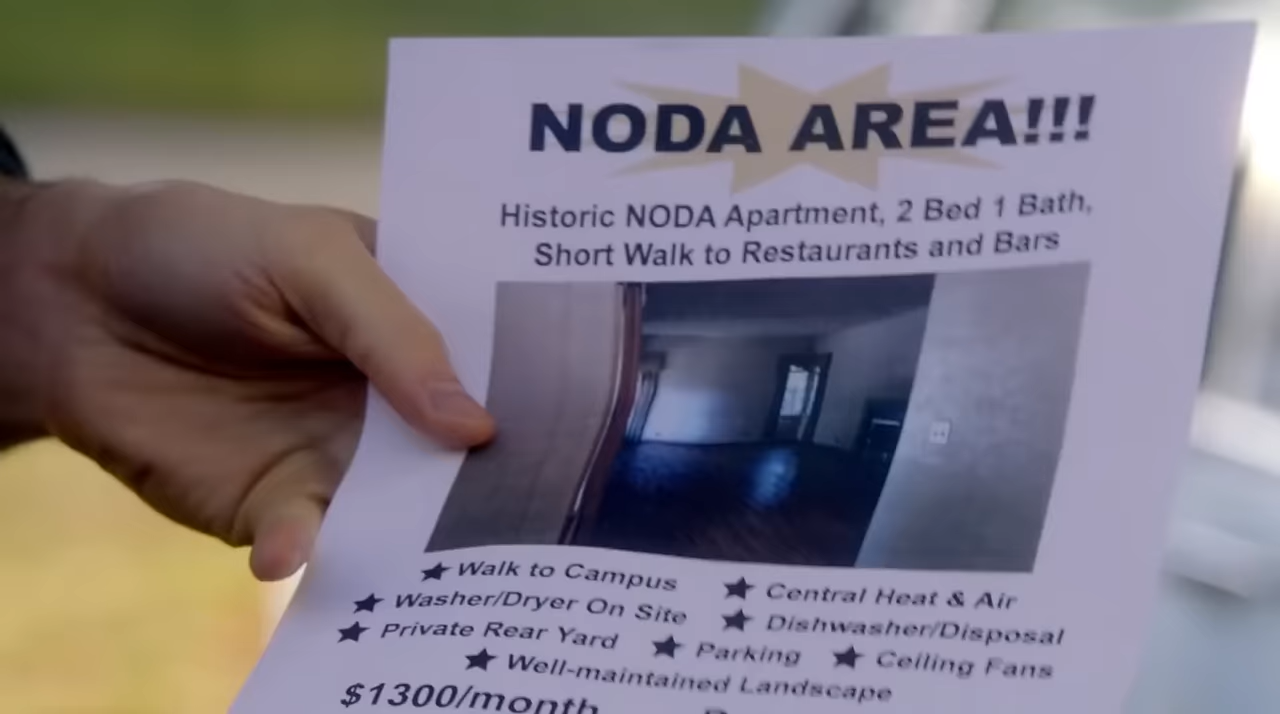 NODA AREA!!!
Historic NODA Apartment, 2 Bed 1 Bath,
Short Walk to Restaurants and Bars
★ Walk to Campus ★ Central Heat & Air
★ Washer/Dryer On Site ★ Dishwasher/Disposal
★ Private Rear Yard ★ Parking ★ Ceiling Fans
★ Well-maintained Landscape
$1300/month